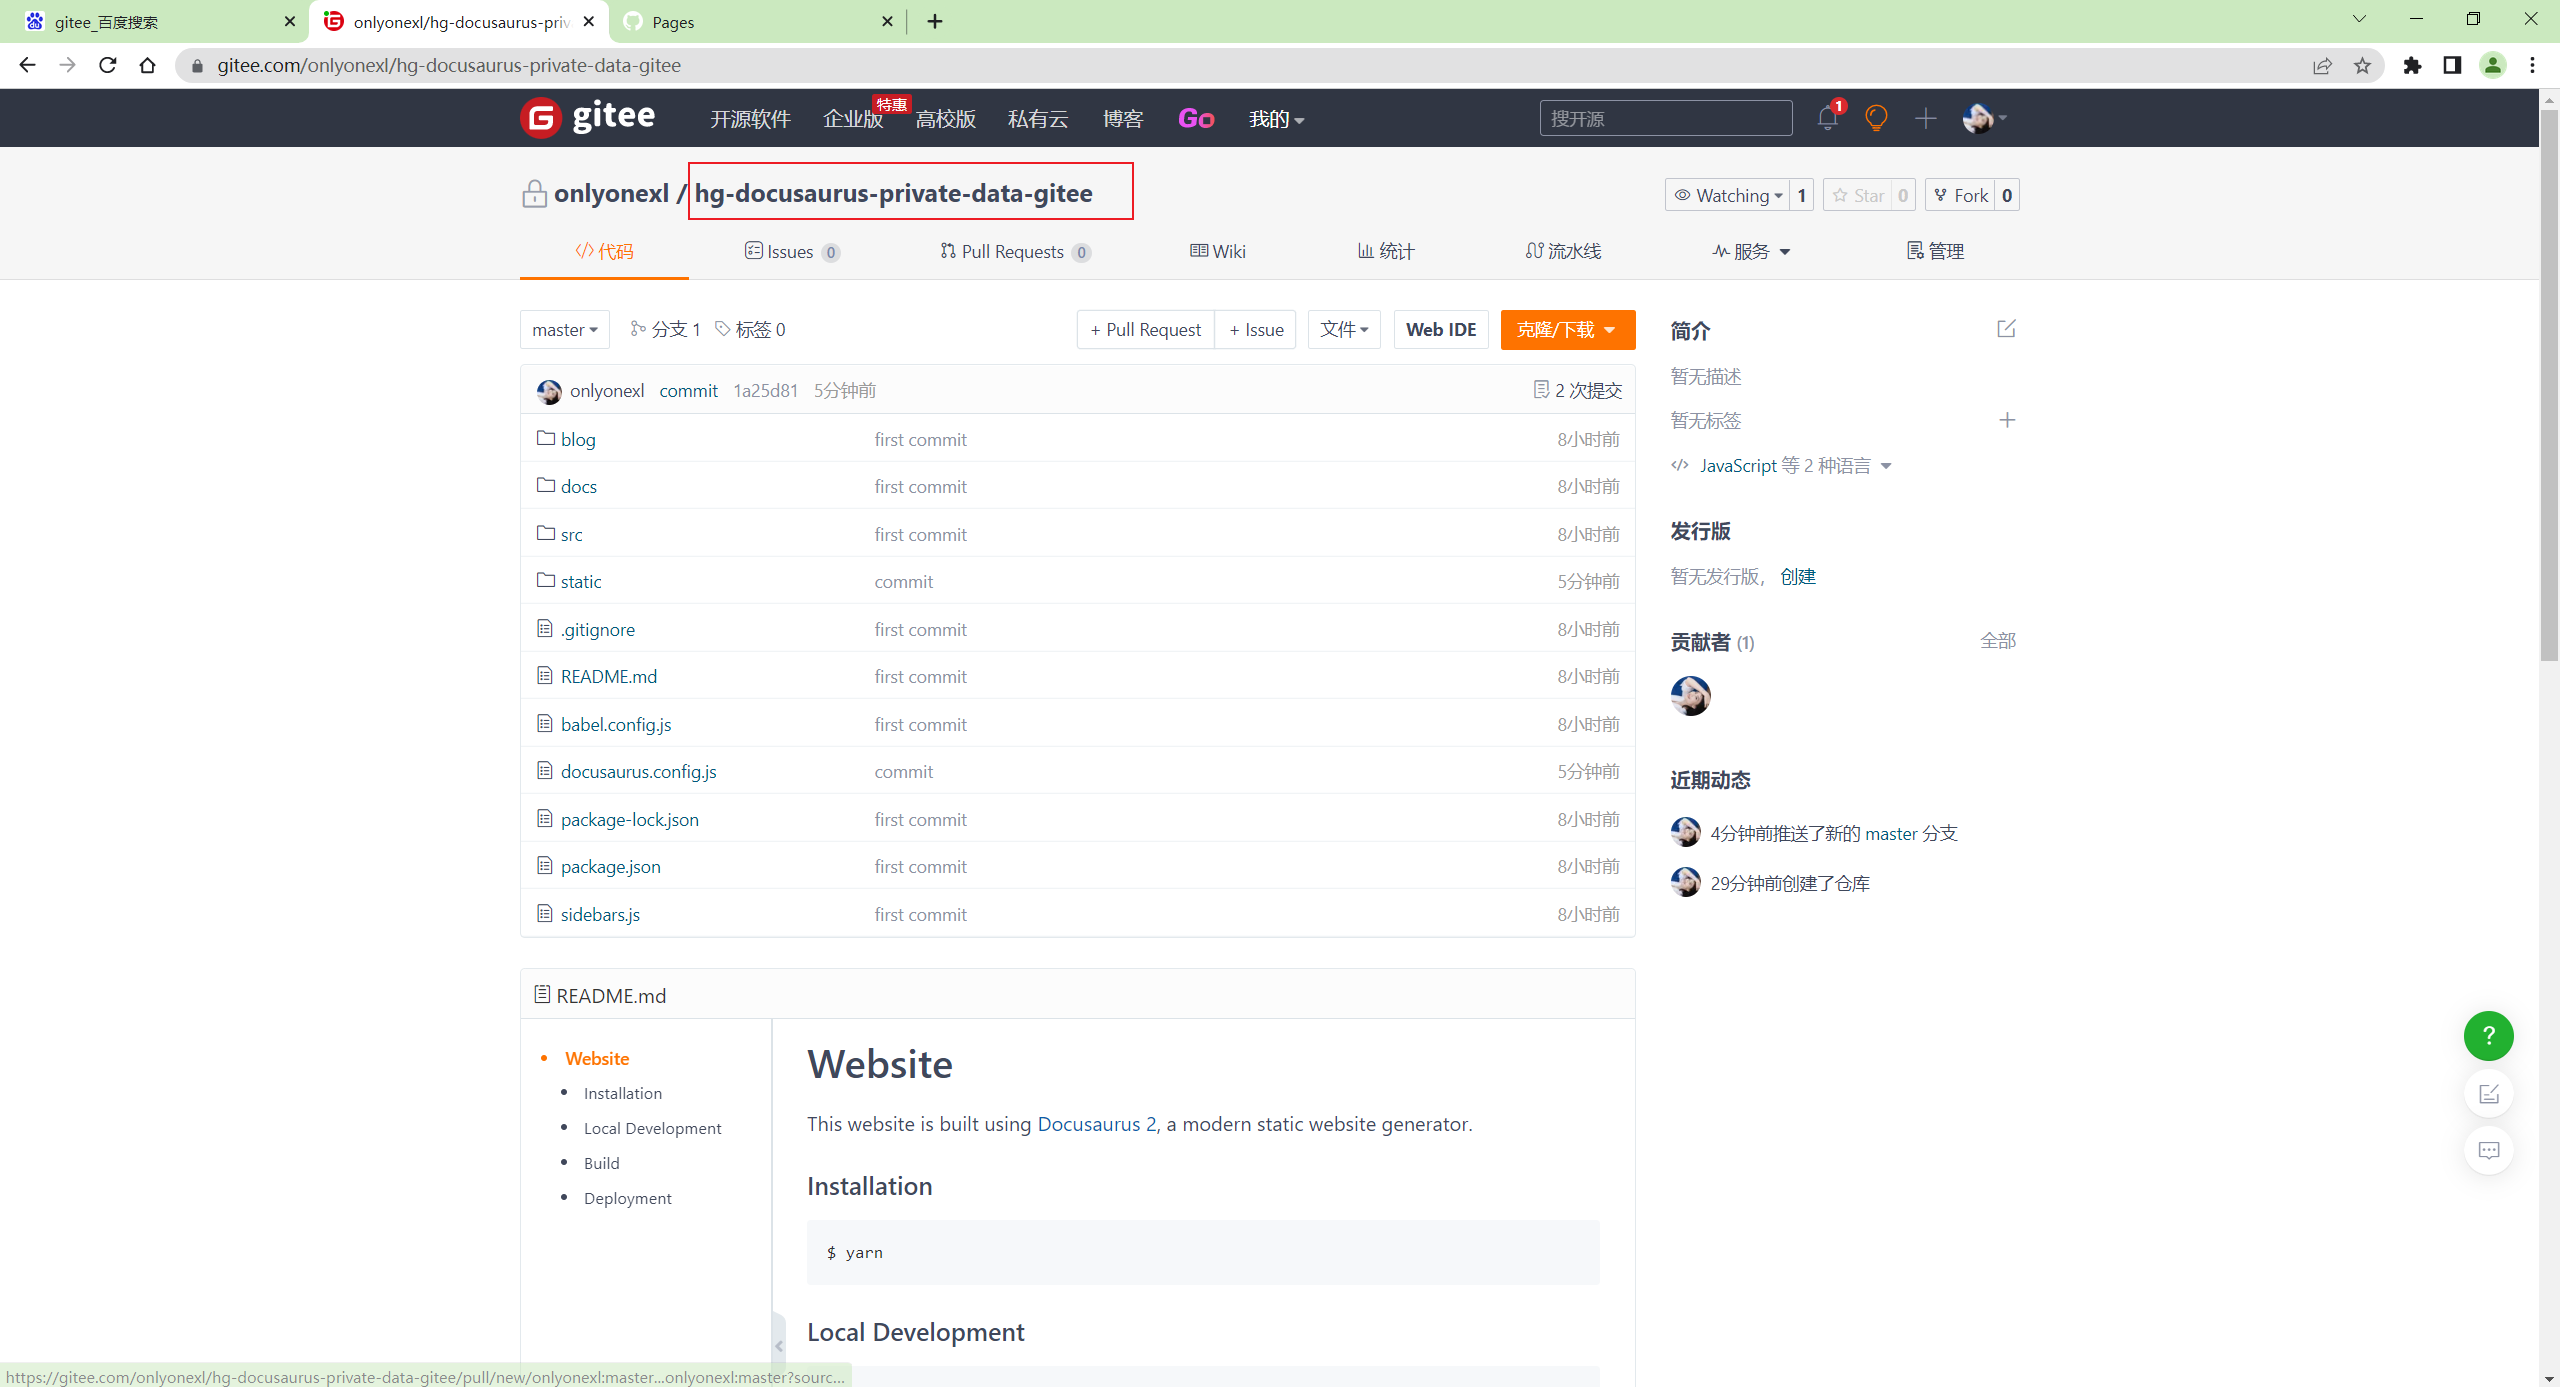 gitee_百度搜索
onlyonexl/hg-docusaurus-priv
Pages
gitee.com/onlyonexl/hg-docusaurus-private-data-gitee
gitee 开源软件 企业版 特惠 高校版 私有云 博客 Go 我的 搜开源 1
onlyonexl / hg-docusaurus-private-data-gitee Watching 1 Star 0 Fork 0
代码 Issues 0 Pull Requests 0 Wiki 统计 流水线 服务 管理
master 分支 1 标签 0 + Pull Request + Issue 文件 Web IDE 克隆/下载
onlyonexl commit 1a25d81 5分钟前 2 次提交
blog first commit 8小时前
docs first commit 8小时前
src first commit 8小时前
static commit 5分钟前
.gitignore first commit 8小时前
README.md first commit 8小时前
babel.config.js first commit 8小时前
docusaurus.config.js commit 5分钟前
package-lock.json first commit 8小时前
package.json first commit 8小时前
sidebars.js first commit 8小时前
简介
暂无描述
暂无标签
JavaScript 等 2 种语言
发行版
暂无发行版， 创建
贡献者 (1) 全部
近期动态
4分钟前推送了新的 master 分支
29分钟前创建了仓库
README.md
Website
Installation
Local Development
Build
Deployment
Website
This website is built using Docusaurus 2, a modern static website generator.
Installation
$ yarn
Local Development
?
https://gitee.com/onlyonexl/hg-docusaurus-private-data-gitee/pull/new/onlyonexl:master...onlyonexl:master?sourc...